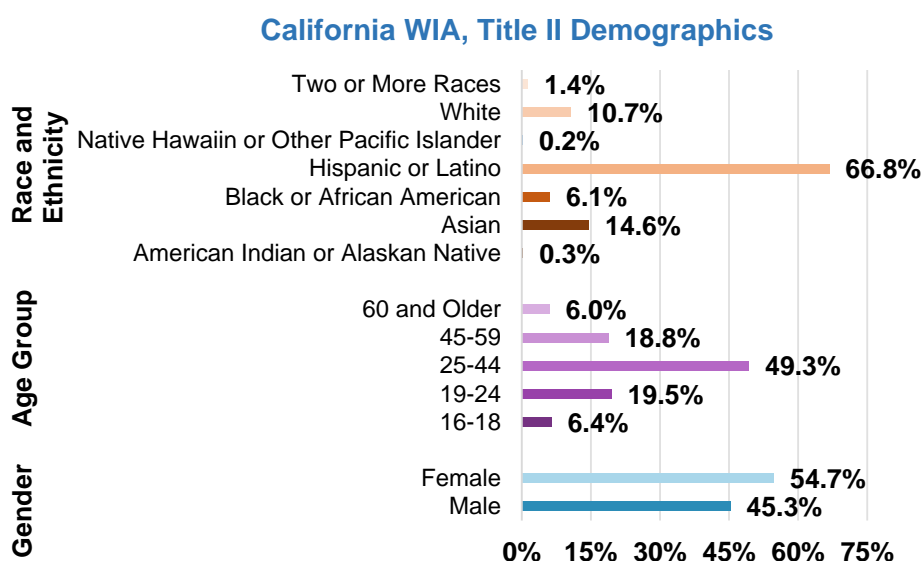 California WIA, Title II Demographics
Race and
Ethnicity
Two or More Races 1.4%
White 10.7%
Native Hawaiin or Other Pacific Islander 0.2%
Hispanic or Latino 66.8%
Black or African American 6.1%
Asian 14.6%
American Indian or Alaskan Native 0.3%
Age Group
60 and Older 6.0%
45-59 18.8%
25-44 49.3%
19-24 19.5%
16-18 6.4%
Gender
Female 54.7%
Male 45.3%
0% 15% 30% 45% 60% 75%